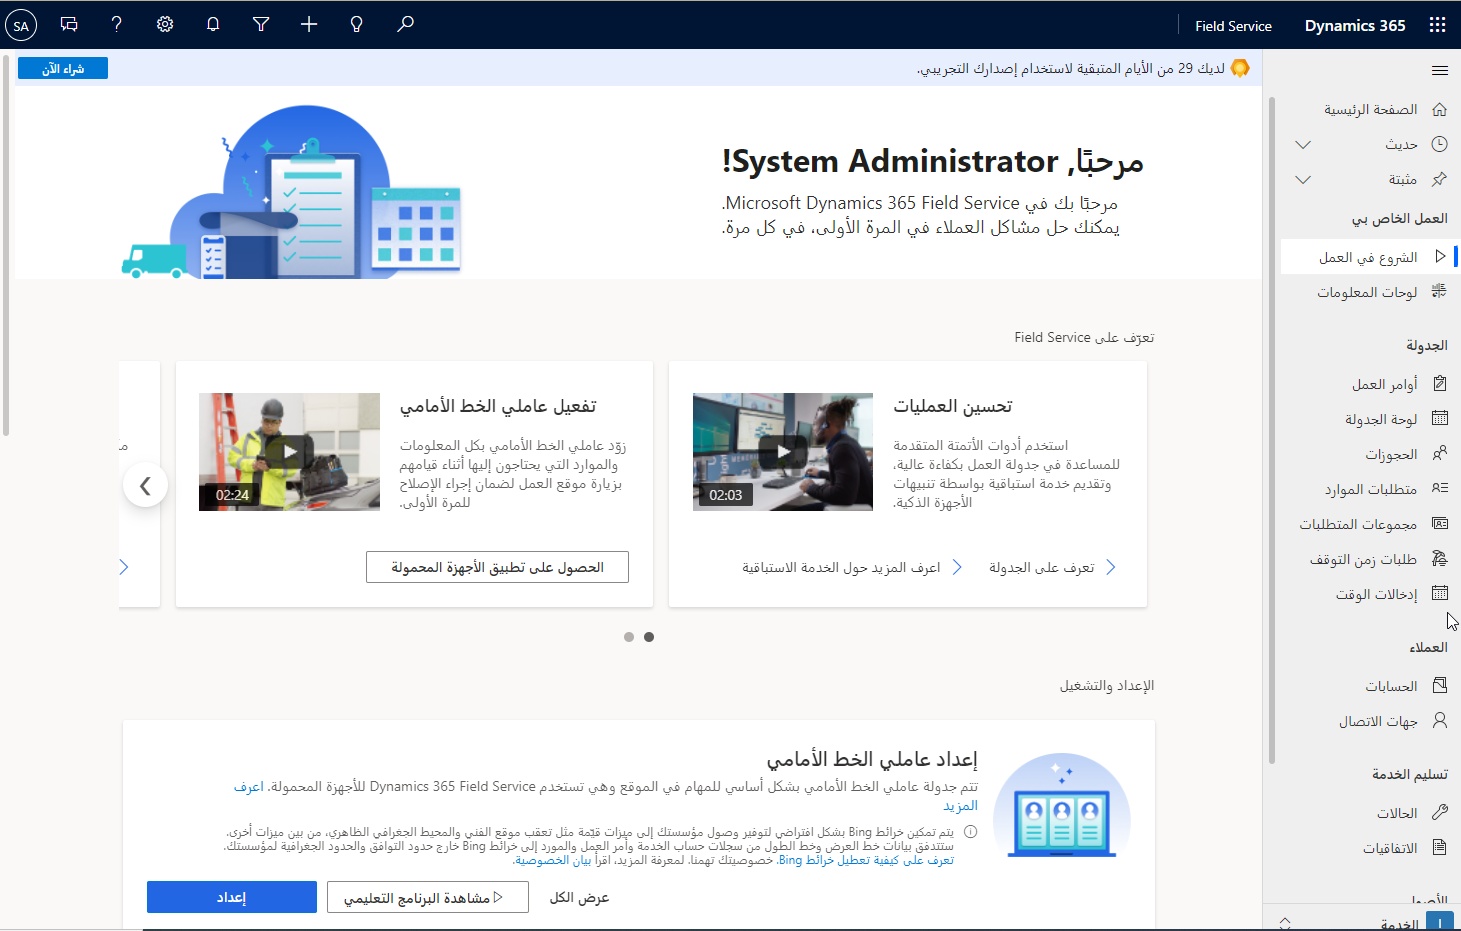 Dynamics 365
Field Service
SA
لديك 29 من الأيام المتبقية لاستخدام إصدارك التجريبي.
شراء الآن
الصفحة الرئيسية
حديث
مثبتة
العمل الخاص بي
الشروع في العمل
لوحات المعلومات
الجدولة
أوامر العمل
لوحة الجدولة
الحجوزات
متطلبات الموارد
مجموعات المتطلبات
طلبات زمن التوقف
إدخالات الوقت
العملاء
الحسابات
جهات الاتصال
تسليم الخدمة
الحالات
الاتفاقيات
الأصول
الخدمة
مرحبًا, System Administrator!
مرحبًا بك في Microsoft Dynamics 365 Field Service.
يمكنك حل مشاكل العملاء في المرة الأولى، في كل مرة.
تعرّف على Field Service
تحسين العمليات
استخدم أدوات الأتمتة المتقدمة
للمساعدة في جدولة العمل بكفاءة عالية،
وتقديم خدمة استباقية بواسطة تنبيهات
الأجهزة الذكية.
02:03
تعرف على الجدولة
اعرف المزيد حول الخدمة الاستباقية
تفعيل عاملي الخط الأمامي
زوّد عاملي الخط الأمامي بكل المعلومات
والموارد التي يحتاجون إليها أثناء قيامهم
بزيارة موقع العمل لضمان إجراء الإصلاح
للمرة الأولى.
02:24
الحصول على تطبيق الأجهزة المحمولة
الإعداد والتشغيل
إعداد عاملي الخط الأمامي
تتم جدولة عاملي الخط الأمامي بشكل أساسي للمهام في الموقع وهي تستخدم Dynamics 365 Field Service للأجهزة المحمولة. اعرف
المزيد
يتم تمكين خرائط Bing بشكل افتراضي لتوفير وصول مؤسستك إلى ميزات قيّمة مثل تعقب موقع الفني والمحيط الجغرافي الظاهري، من بين ميزات أخرى.
ستتدفق بيانات خط العرض وخط الطول من سجلات حساب الخدمة وأمر العمل والمورد إلى خرائط Bing خارج حدود التوافق والحدود الجغرافية لمؤسستك.
تعرف على كيفية تعطيل خرائط Bing. خصوصيتك تهمنا. لمعرفة المزيد، اقرأ بيان الخصوصية.
عرض الكل
مشاهدة البرنامج التعليمي
إعداد